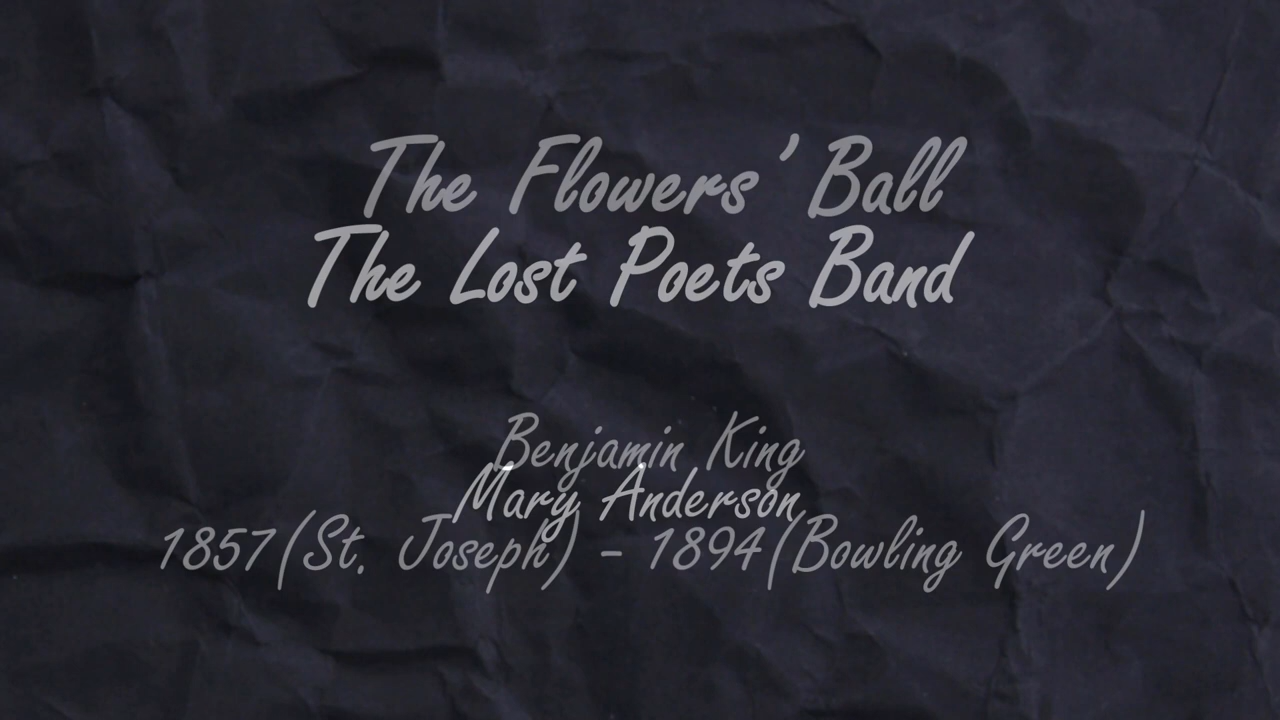 The Flowers’ Ball
The Lost Poets Band
Benjamin King
Mary Anderson
1857(St. Joseph) - 1894(Bowling Green)